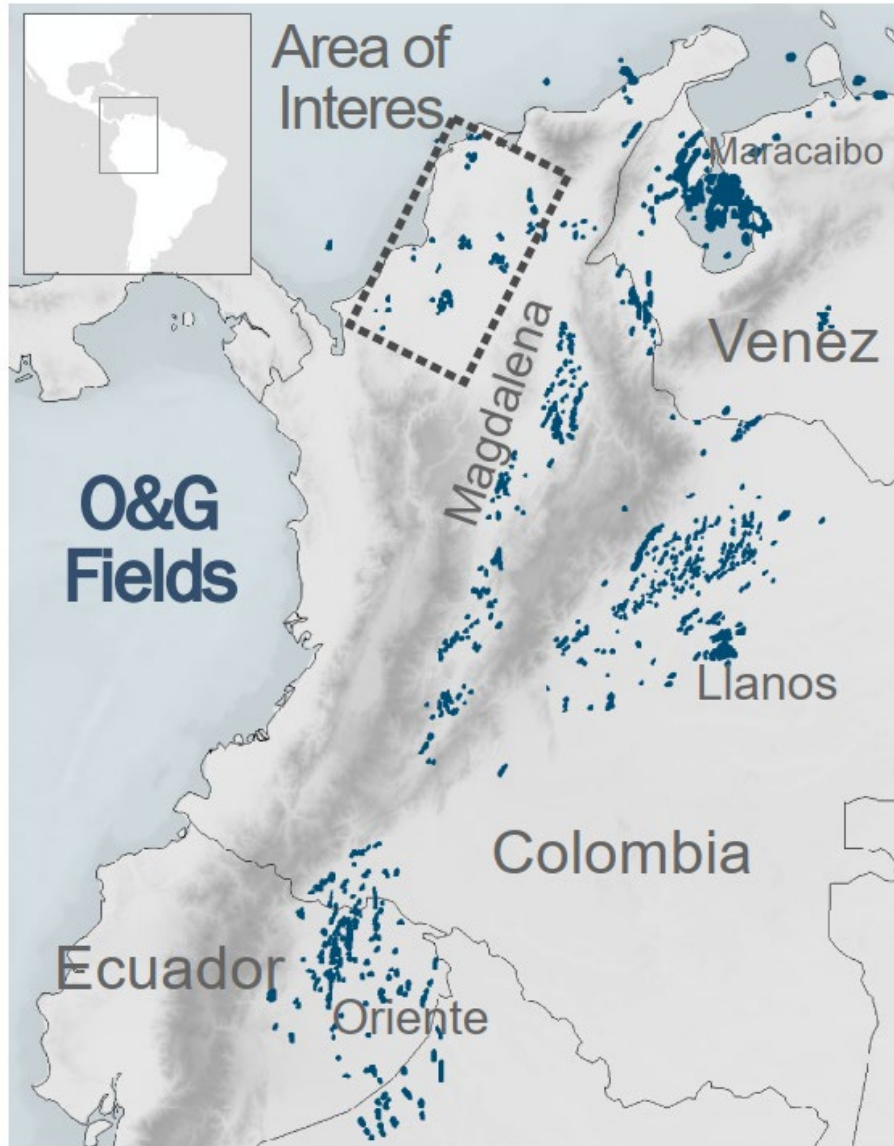 Area of
Interes
Maracaibo
Venez
Magdalena
O&G
Fields
Llanos
Colombia
Ecuador
Oriente